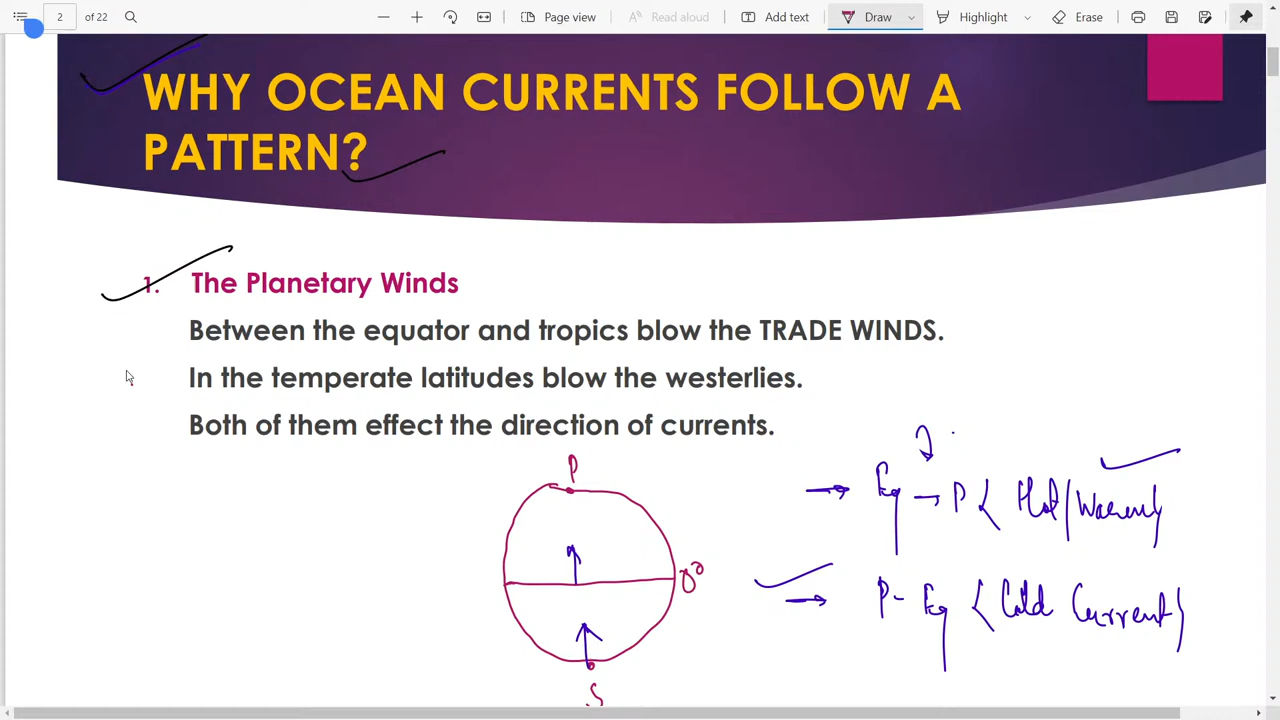 2 of 22
Page view
Read aloud
Add text
Draw
Highlight
Erase
WHY OCEAN CURRENTS FOLLOW A
PATTERN?
1. The Planetary Winds
Between the equator and tropics blow the TRADE WINDS.
In the temperate latitudes blow the westerlies.
Both of them effect the direction of currents.
P
Eq → P < Hot/Warm
0°
P - Eq < Cold Current
S